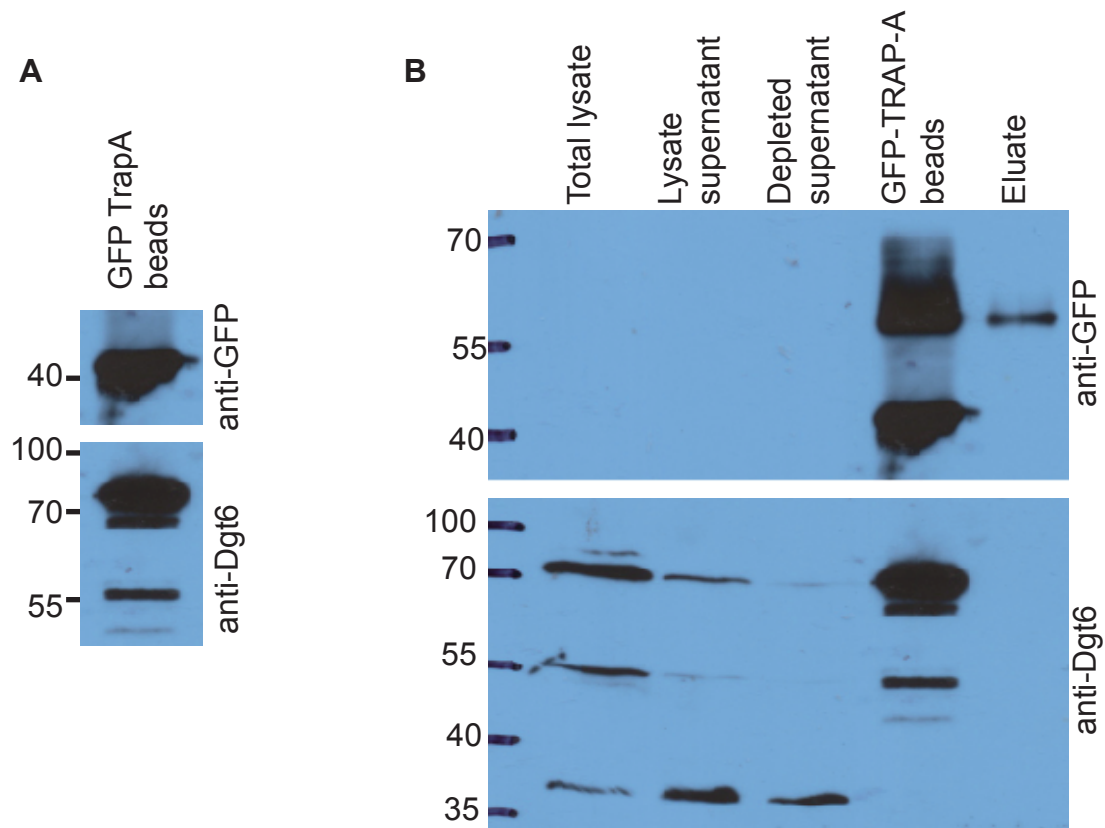 A
GFP TrapA
beads
40
anti-GFP
100
70
55
anti-Dgt6
B
Total lysate
Lysate
supernatant
Depleted
supernatant
GFP-TRAP-A
beads
Eluate
70
55
40
anti-GFP
100
70
55
40
35
anti-Dgt6